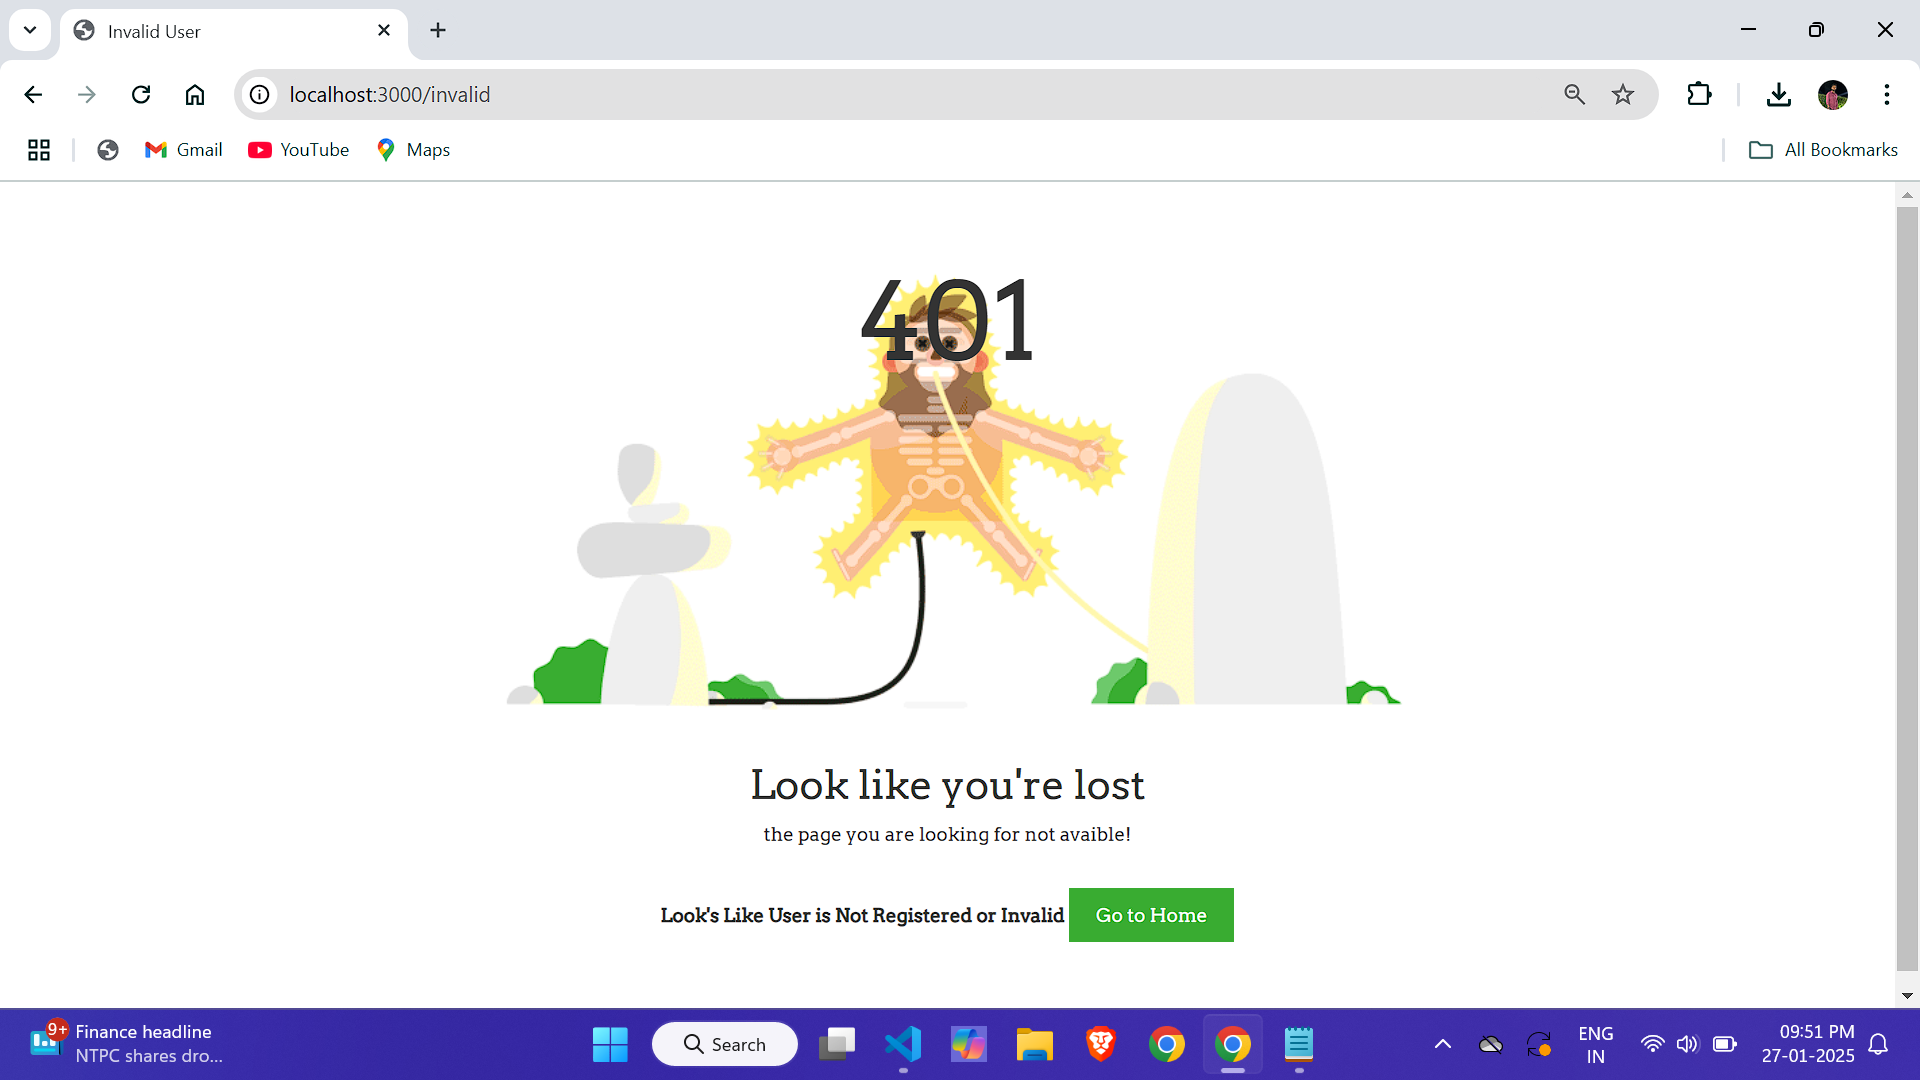 Invalid User
localhost:3000/invalid
Gmail
YouTube
Maps
All Bookmarks
401
Look like you're lost
the page you are looking for not avaible!
Look's Like User is Not Registered or Invalid
Go to Home
9+
Finance headline
NTPC shares dro...
Search
ENG
IN
09:51 PM
27-01-2025